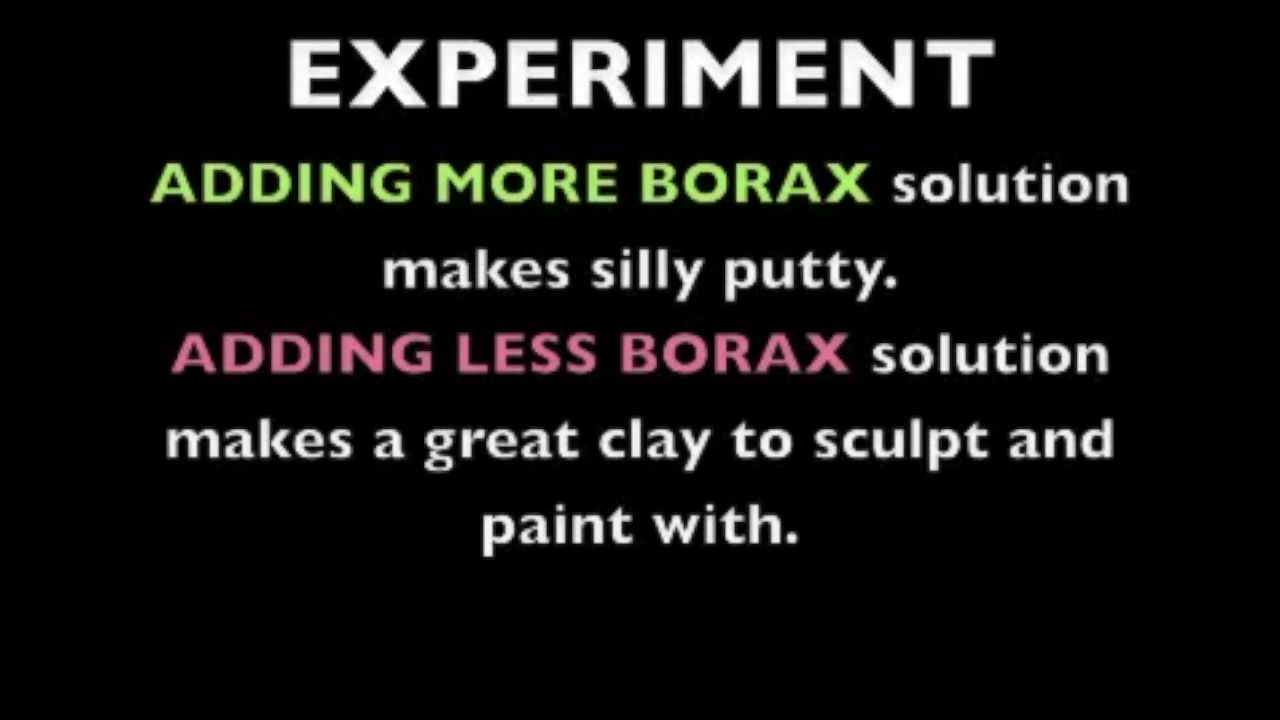 EXPERIMENT
ADDING MORE BORAX solution
makes silly putty.
ADDING LESS BORAX solution
makes a great clay to sculpt and
paint with.